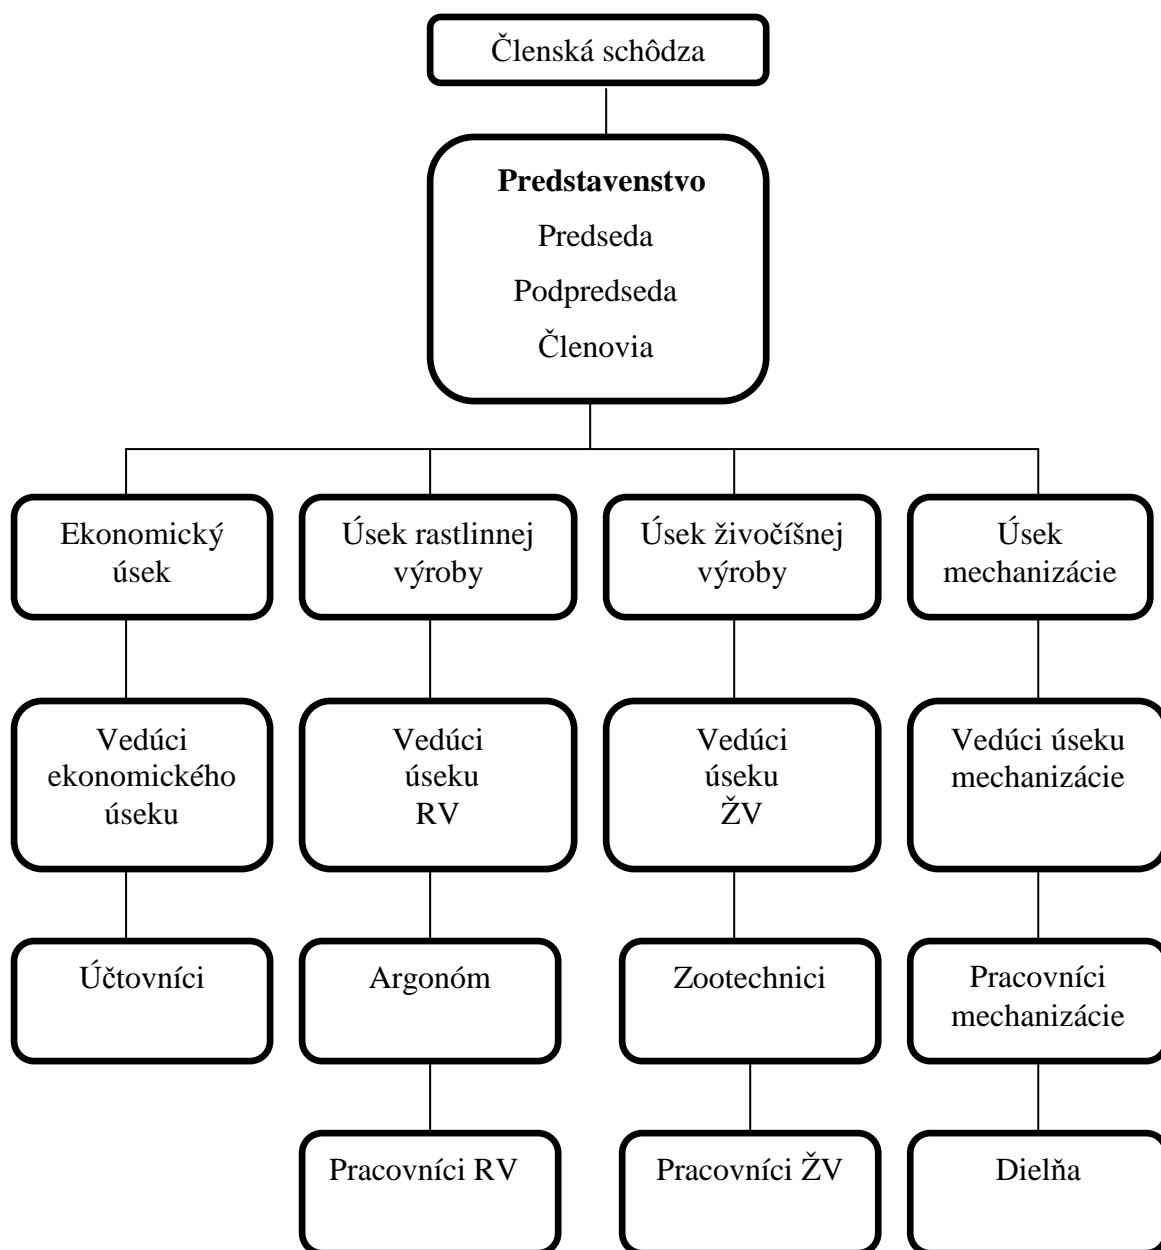 Členská schôdza
Predstavenstvo
Predseda
Podpredseda
Členovia
Ekonomický
úsek
Úsek rastlinnej
výroby
Úsek živočíšnej
výroby
Úsek
mechanizácie
Vedúci
ekonomického
úseku
Vedúci
úseku
RV
Vedúci
úseku
ŽV
Vedúci úseku
mechanizácie
Účtovníci
Argonóm
Zootechnici
Pracovníci
mechanizácie
Pracovníci RV
Pracovníci ŽV
Dielňa